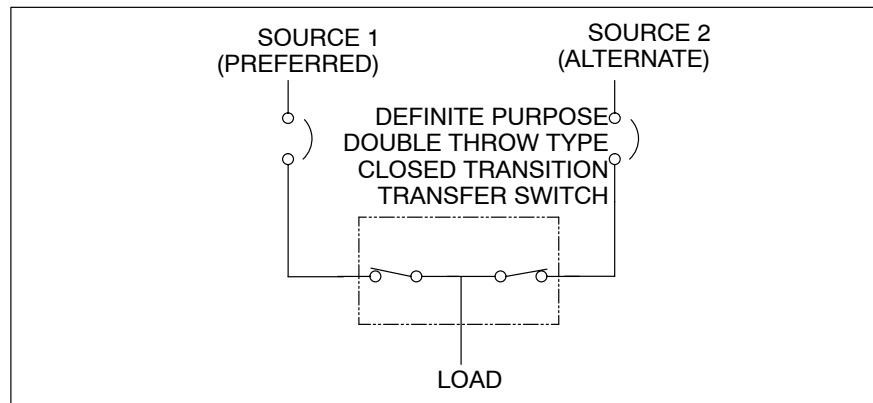 SOURCE 1
(PREFERRED)
SOURCE 2
(ALTERNATE)
DEFINITE PURPOSE
DOUBLE THROW TYPE
CLOSED TRANSITION
TRANSFER SWITCH
LOAD